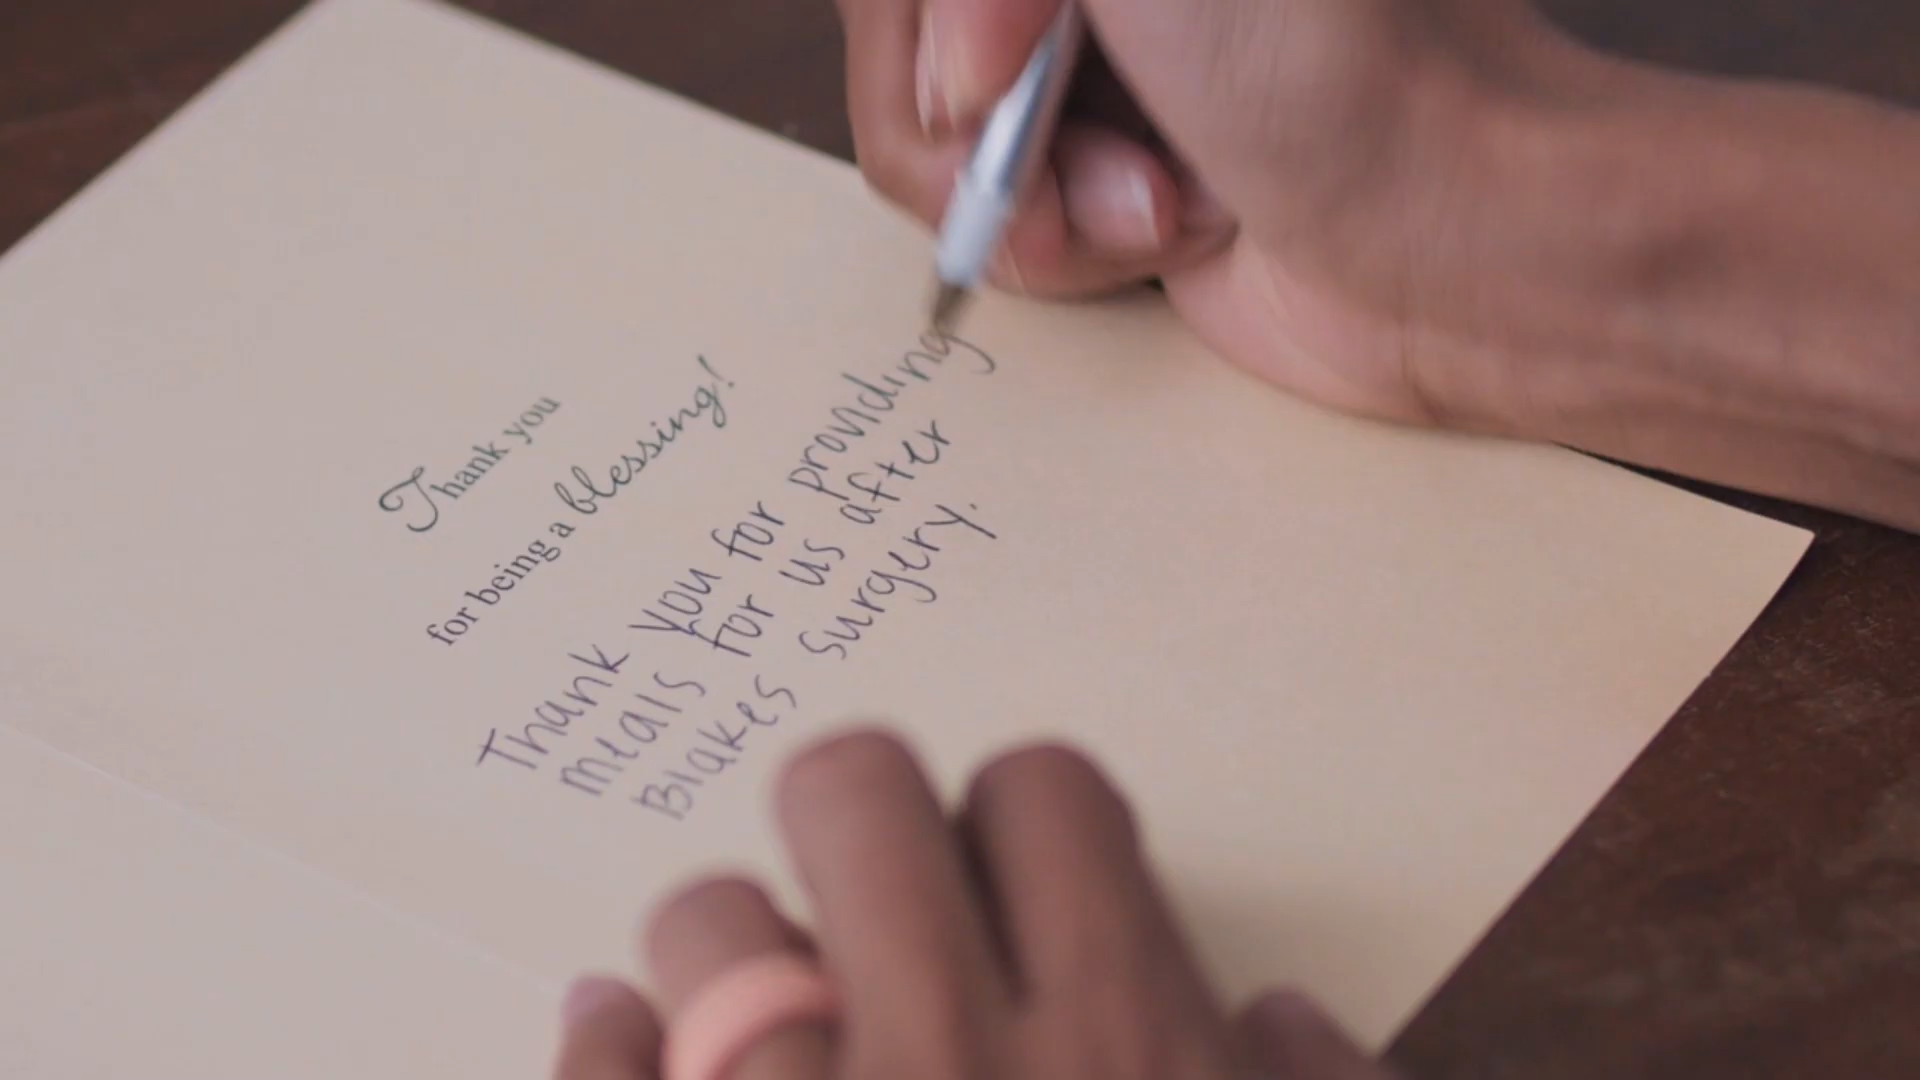 Thank you
for being a blessing!
Thank you for providing
meals for us after
Blakes surgery.